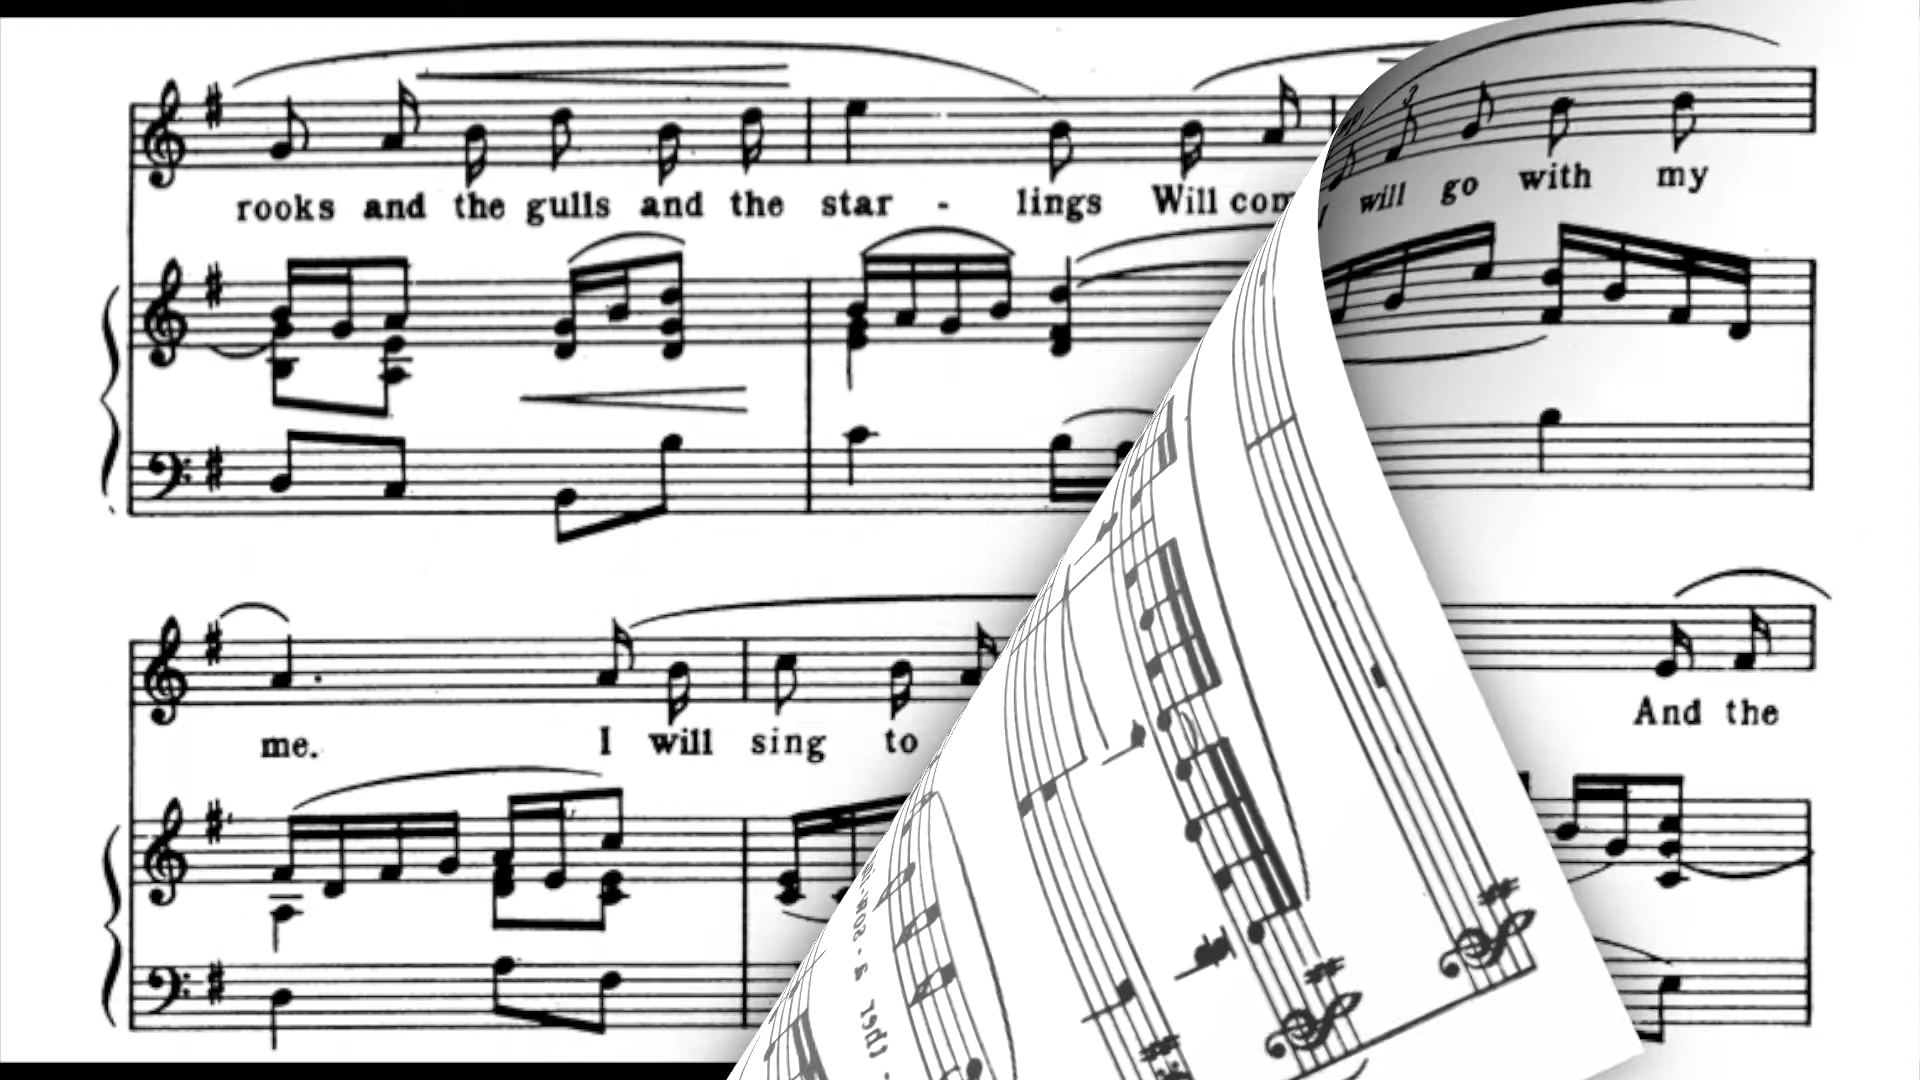 rooks and the gulls and the star - lings Will com
will go with my
3
me. I will sing to
And the